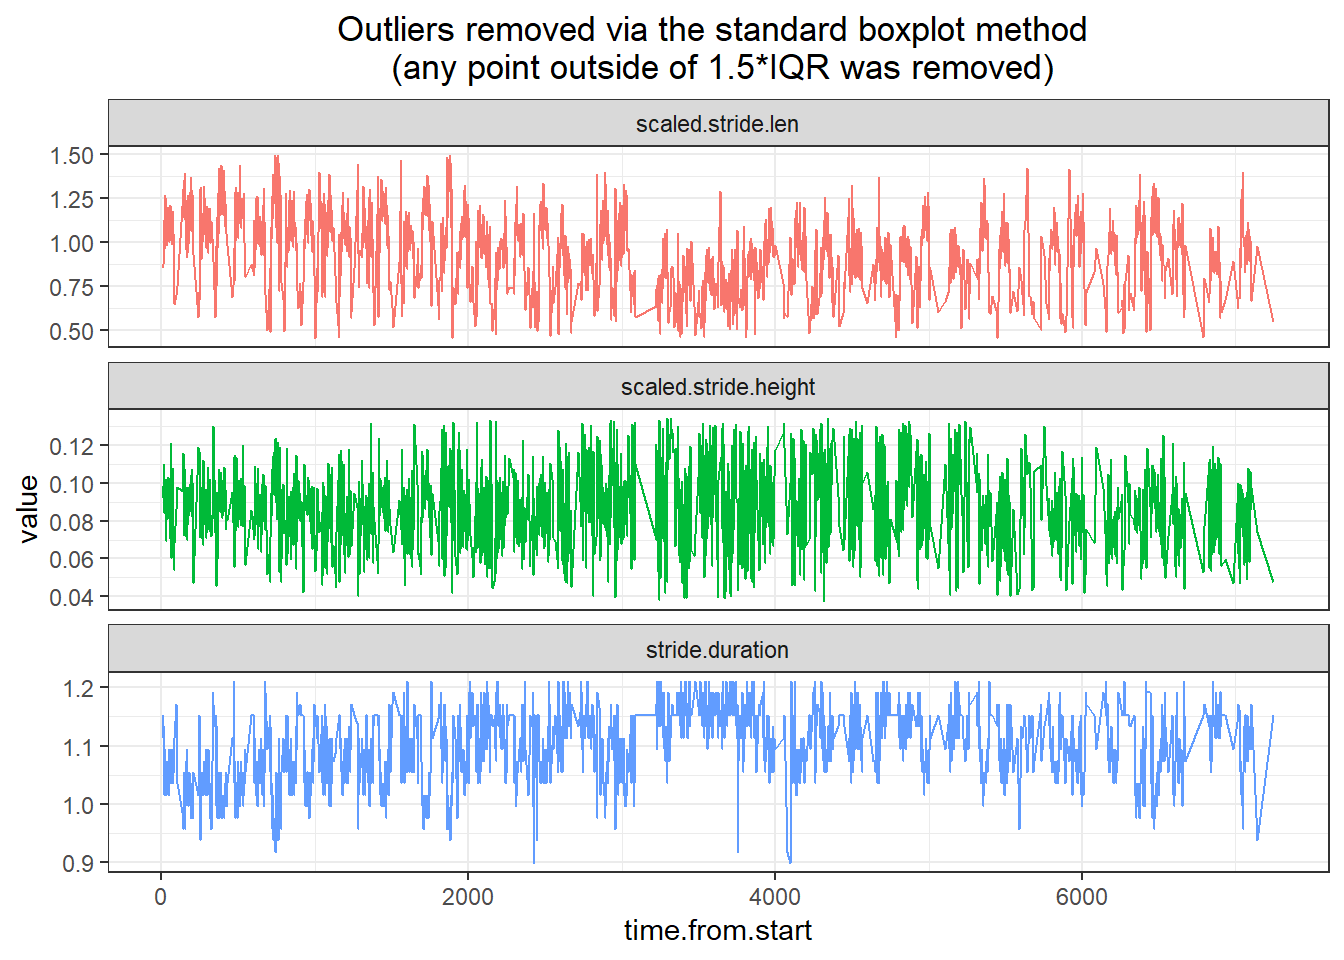 Outliers removed via the standard boxplot method
(any point outside of 1.5*IQR was removed)
scaled.stride.len
1.50
1.25
1.00
0.75
0.50
scaled.stride.height
0.12
0.10
0.08
0.06
0.04
value
stride.duration
1.2
1.1
1.0
0.9
0 2000 4000 6000
time.from.start